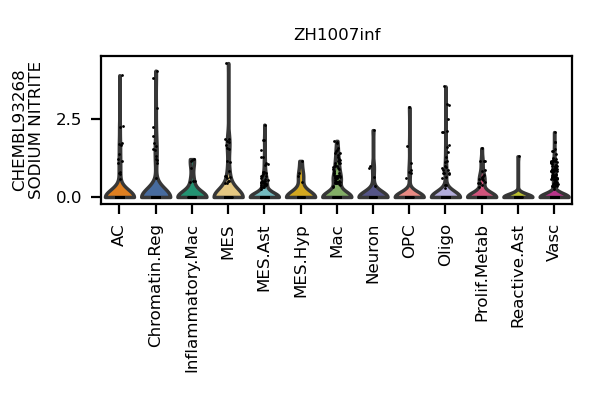 ZH1007inf
CHEMBL93268
SODIUM NITRITE
2.5
0.0
AC
Chromatin.Reg
Inflammatory.Mac
MES
MES.Ast
MES.Hyp
Mac
Neuron
OPC
Oligo
Prolif.Metab
Reactive.Ast
Vasc